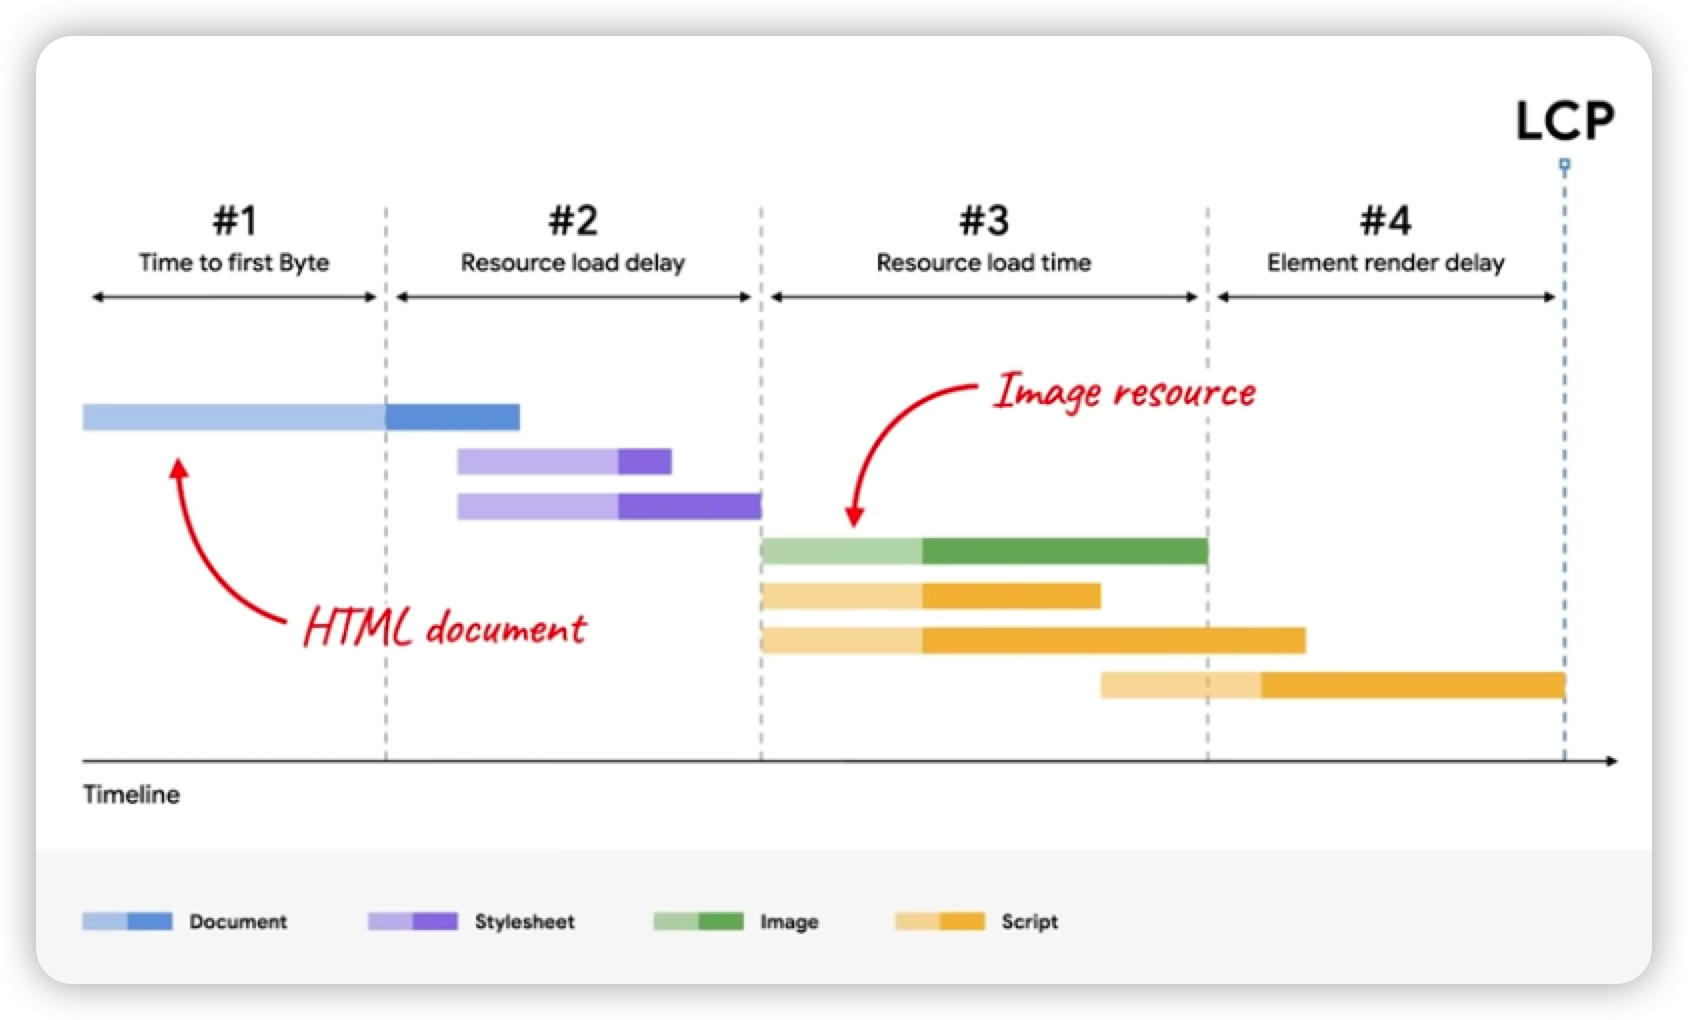 LCP
#1
Time to first Byte
#2
Resource load delay
#3
Resource load time
#4
Element render delay
Image resource
HTML document
Timeline
Document
Stylesheet
Image
Script